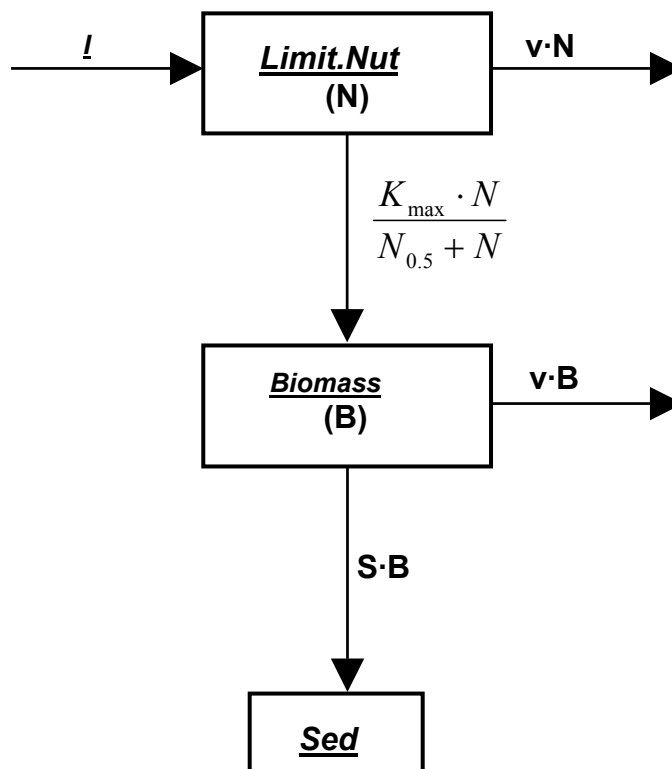 I
Limit.Nut
(N)
v·N
K_max · N
N_0.5 + N
Biomass
(B)
v·B
S·B
Sed